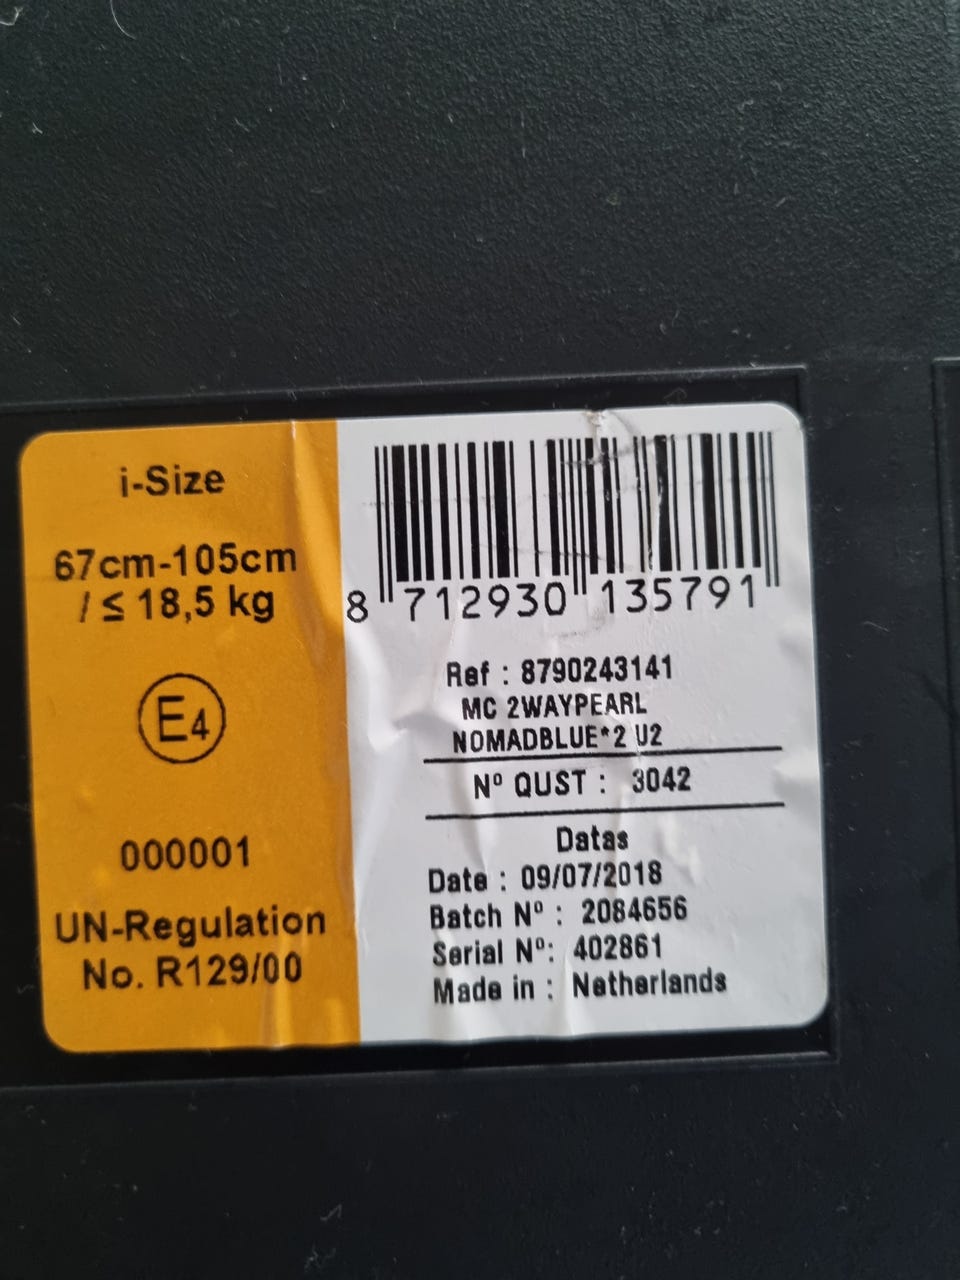 i-Size
67cm-105cm
/ ≤ 18,5 kg
E4
000001
UN-Regulation
No. R129/00
8 712930 135791
Ref : 8790243141
MC 2WAYPEARL
NOMADBLUE*2 U2
Nº QUST : 3042
Datas
Date : 09/07/2018
Batch Nº : 2084656
Serial Nº: 402861
Made in : Netherlands